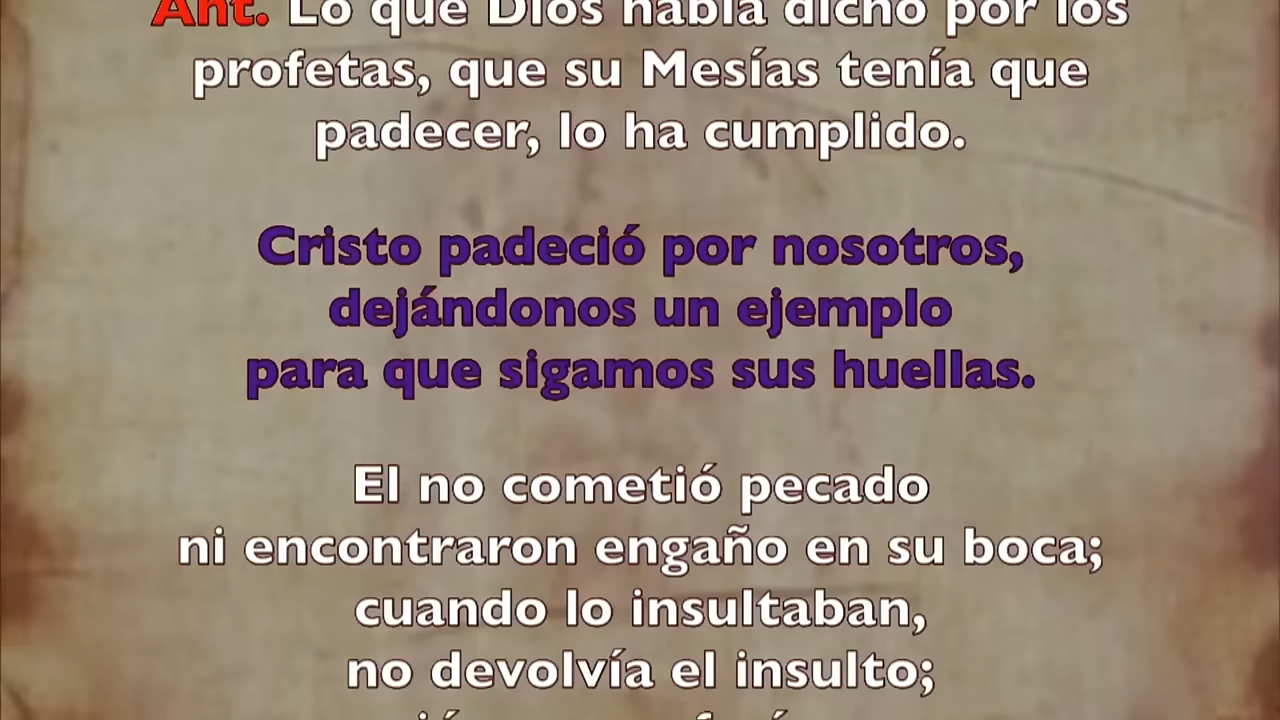 Ant. Lo que Dios había dicho por los
profetas, que su Mesías tenía que
padecer, lo ha cumplido.
Cristo padeció por nosotros,
dejándonos un ejemplo
para que sigamos sus huellas.
El no cometió pecado
ni encontraron engaño en su boca;
cuando lo insultaban,
no devolvía el insulto;